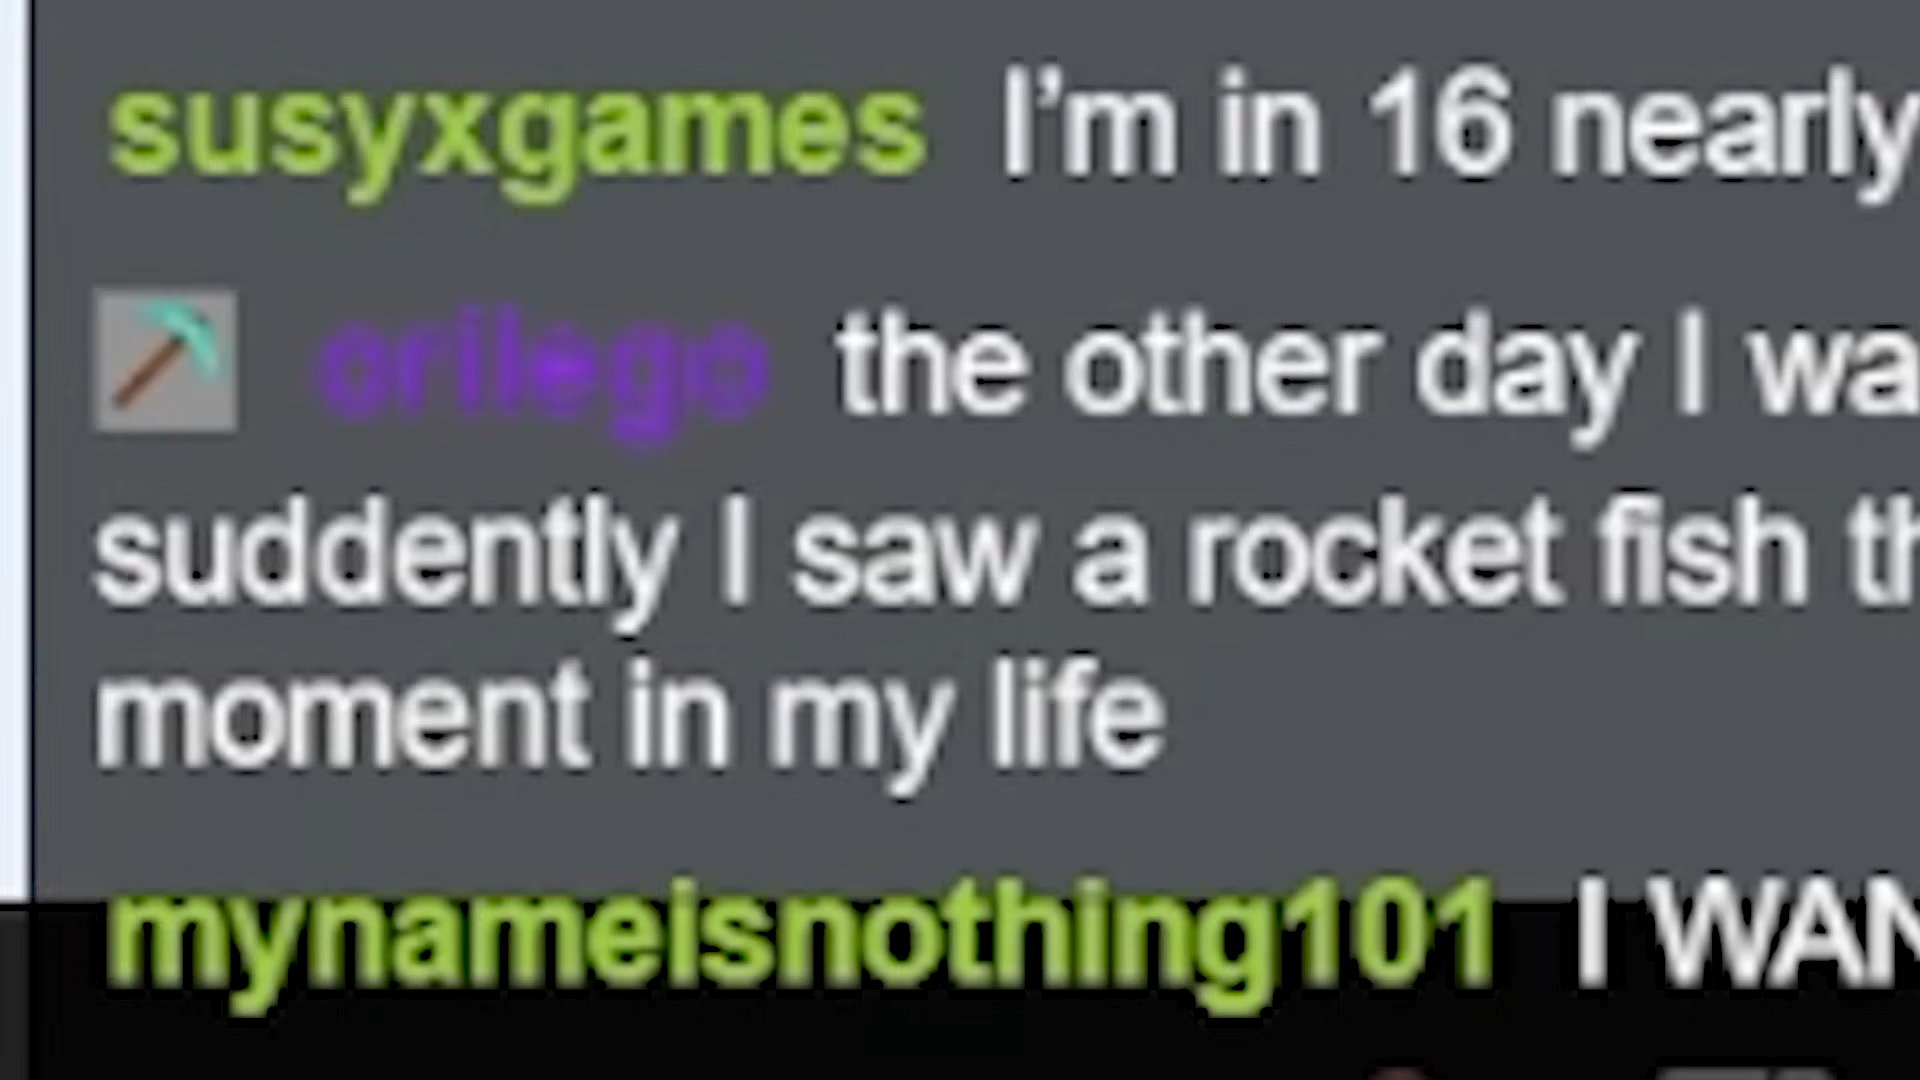 susyxgames I’m in 16 nearly
orilego the other day I wa
suddenly I saw a rocket fish th
moment in my life
mynameisnothing101 I WAN